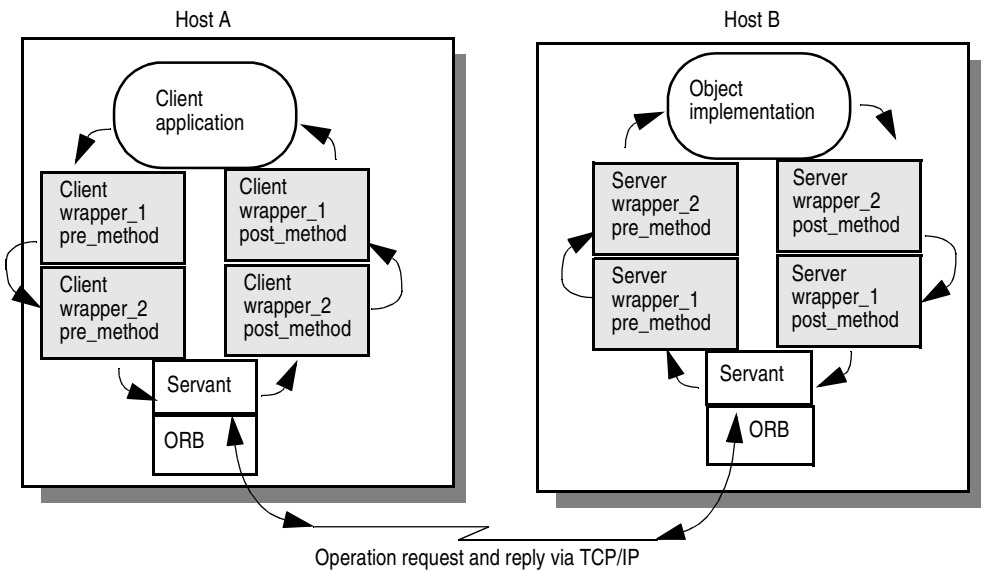 Host A
Client
application
Client
wrapper_1
pre_method
Client
wrapper_1
post_method
Client
wrapper_2
pre_method
Client
wrapper_2
post_method
Servant
ORB
Host B
Object
implementation
Server
wrapper_2
pre_method
Server
wrapper_2
post_method
Server
wrapper_1
pre_method
Server
wrapper_1
post_method
Servant
ORB
Operation request and reply via TCP/IP